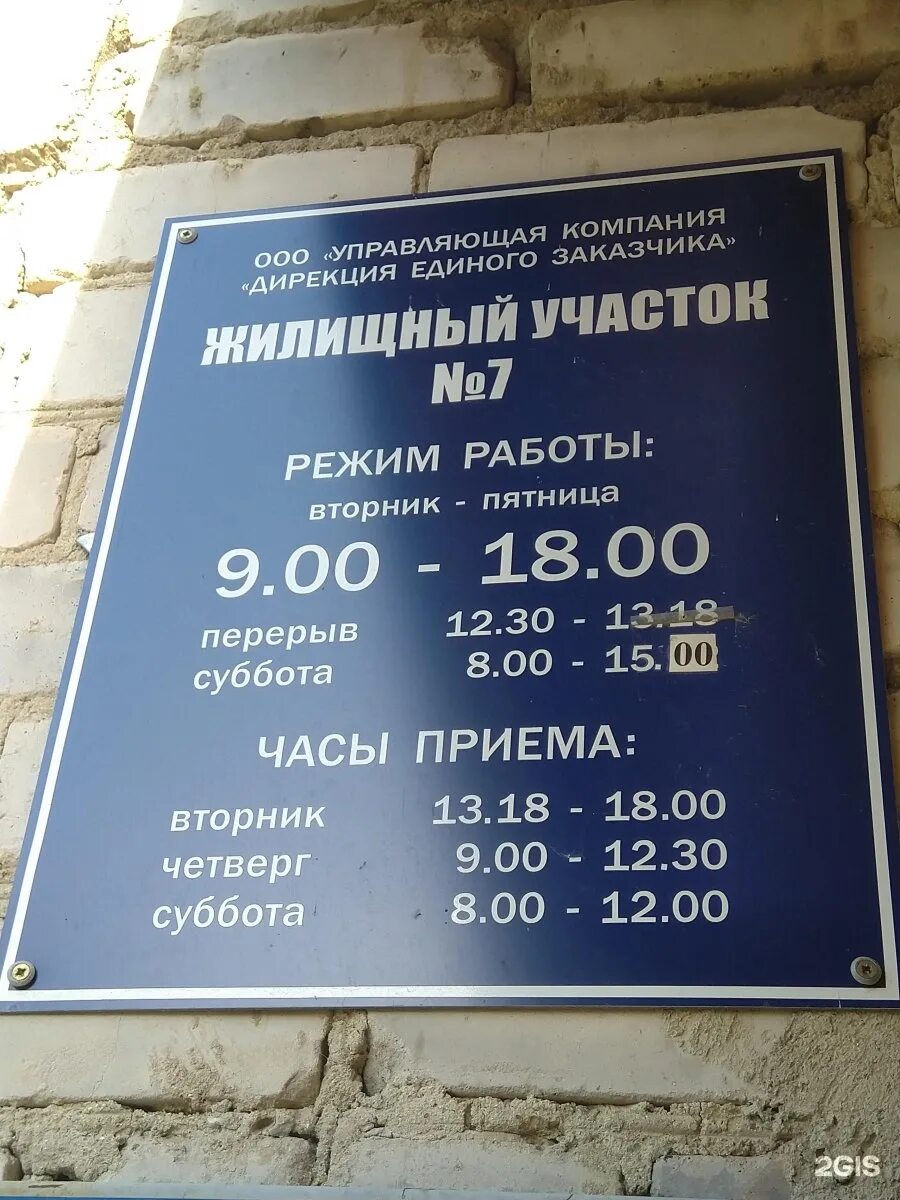 ООО «УПРАВЛЯЮЩАЯ КОМПАНИЯ
«ДИРЕКЦИЯ ЕДИНОГО ЗАКАЗЧИКА»
ЖИЛИЩНЫЙ УЧАСТОК
№7
РЕЖИМ РАБОТЫ:
вторник - пятница
9.00 - 18.00
перерыв 12.30 - 13.18
суббота 8.00 - 15.00
ЧАСЫ ПРИЕМА:
вторник 13.18 - 18.00
четверг 9.00 - 12.30
суббота 8.00 - 12.00
2GIS